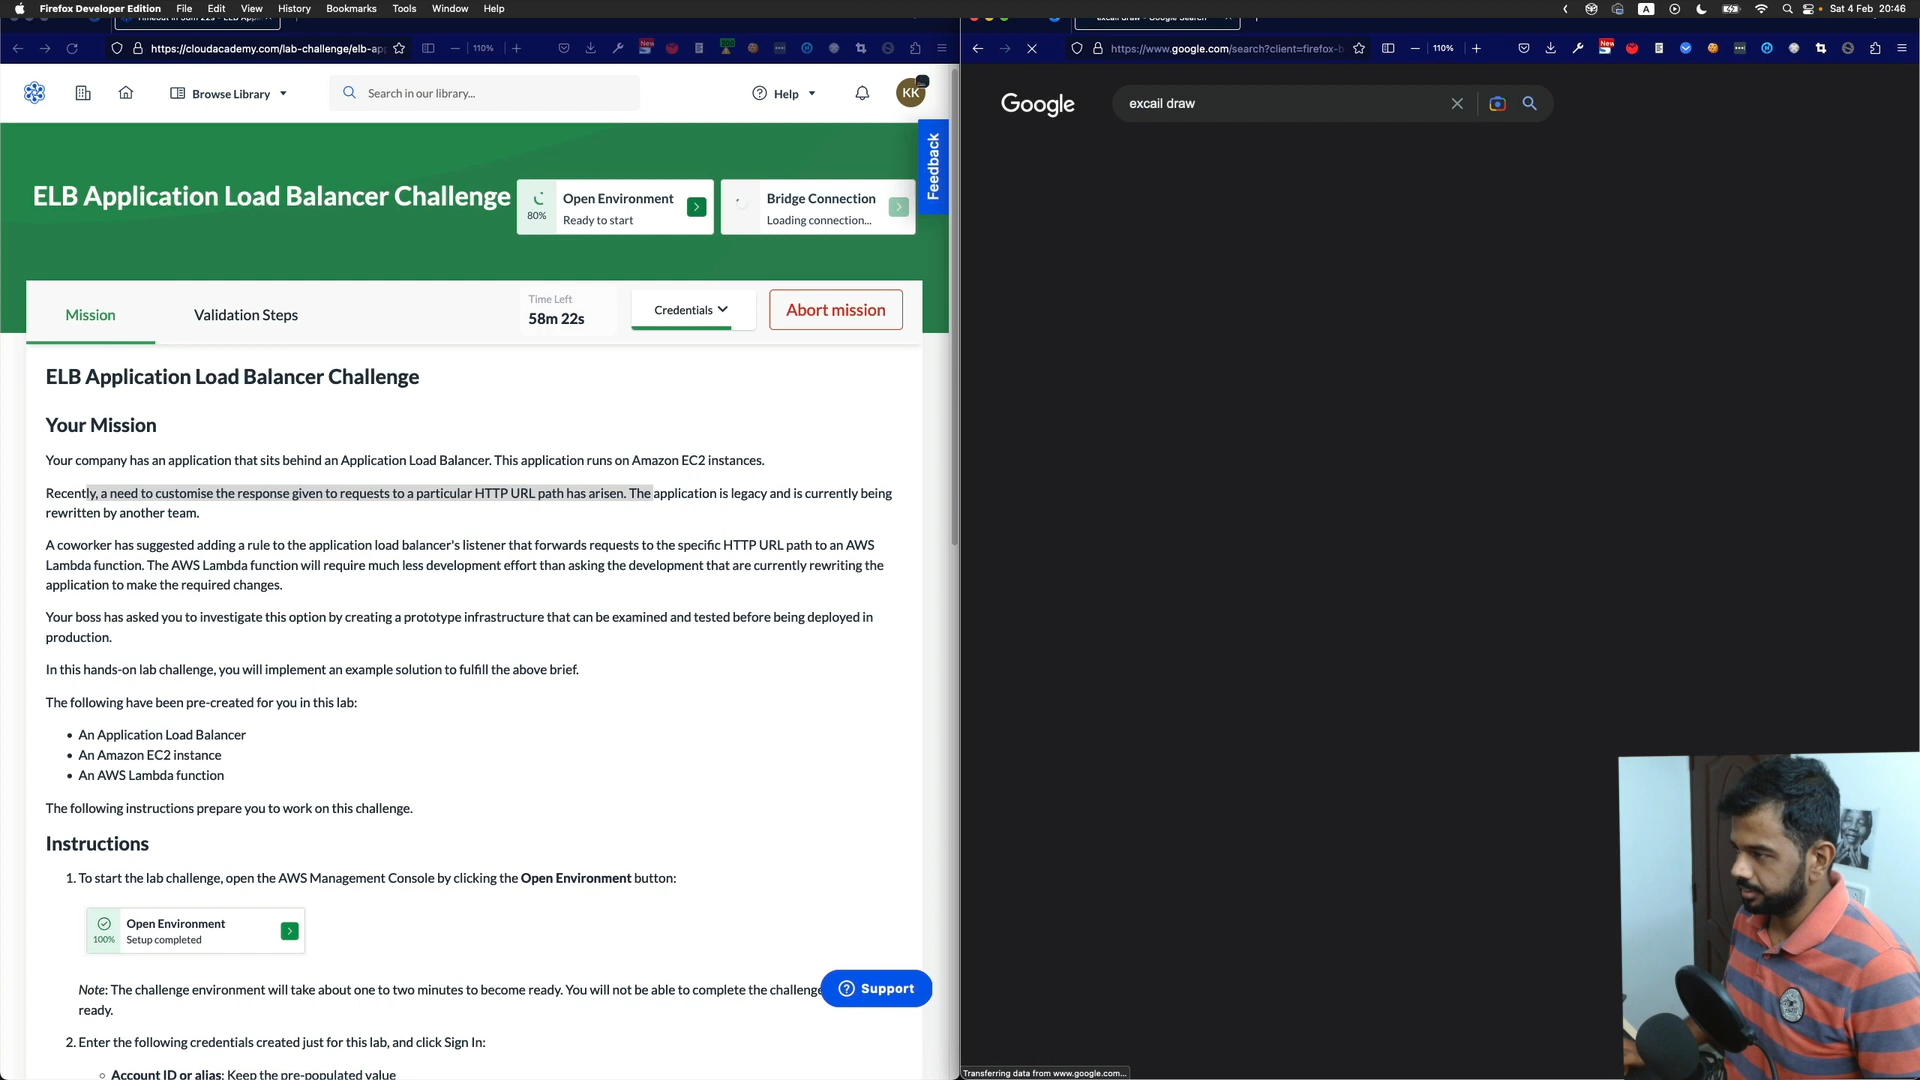 Firefox Developer Edition File Edit View History Bookmarks Tools Window Help
A
Sat 4 Feb 20:46
https://cloudacademy.com/lab-challenge/elb-ap
110%
https://www.google.com/search?client=firefox-b
110%
Browse Library
Search in our library...
Help
KK
Google
excail draw
Feedback
ELB Application Load Balancer Challenge
80%
Open Environment
Ready to start
Bridge Connection
Loading connection...
Mission
Validation Steps
Time Left
58m 22s
Credentials
Abort mission
ELB Application Load Balancer Challenge
Your Mission
Your company has an application that sits behind an Application Load Balancer. This application runs on Amazon EC2 instances.
Recently, a need to customise the response given to requests to a particular HTTP URL path has arisen. The application is legacy and is currently being
rewritten by another team.
A coworker has suggested adding a rule to the application load balancer's listener that forwards requests to the specific HTTP URL path to an AWS
Lambda function. The AWS Lambda function will require much less development effort than asking the development that are currently rewriting the
application to make the required changes.
Your boss has asked you to investigate this option by creating a prototype infrastructure that can be examined and tested before being deployed in
production.
In this hands-on lab challenge, you will implement an example solution to fulfill the above brief.
The following have been pre-created for you in this lab:
• An Application Load Balancer
• An Amazon EC2 instance
• An AWS Lambda function
The following instructions prepare you to work on this challenge.
Instructions
1. To start the lab challenge, open the AWS Management Console by clicking the Open Environment button:
100%
Open Environment
Setup completed
Note: The challenge environment will take about one to two minutes to become ready. You will not be able to complete the challenge
ready.
Support
2. Enter the following credentials created just for this lab, and click Sign In:
Account ID or alias: Keep the pre-populated value
Transferring data from www.google.com...